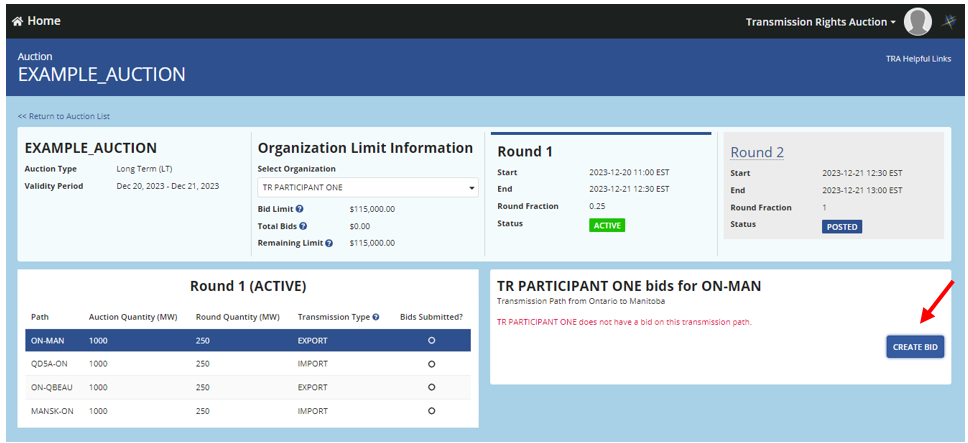 Home
Transmission Rights Auction
Auction
EXAMPLE_AUCTION
TRA Helpful Links
<< Return to Auction List
EXAMPLE_AUCTION
Auction Type Long Term (LT)
Validity Period Dec 20, 2023 - Dec 21, 2023
Organization Limit Information
Select Organization
TR PARTICIPANT ONE
Bid Limit ? $115,000.00
Total Bids ? $0.00
Remaining Limit ? $115,000.00
Round 1
Start 2023-12-20 11:00 EST
End 2023-12-21 12:30 EST
Round Fraction 0.25
Status ACTIVE
Round 2
Start 2023-12-21 12:30 EST
End 2023-12-21 13:00 EST
Round Fraction 1
Status POSTED
Round 1 (ACTIVE)
Path Auction Quantity (MW) Round Quantity (MW) Transmission Type ? Bids Submitted?
ON-MAN 1000 250 EXPORT
QD5A-ON 1000 250 IMPORT
ON-QBEAU 1000 250 EXPORT
MANSK-ON 1000 250 IMPORT
TR PARTICIPANT ONE bids for ON-MAN
Transmission Path from Ontario to Manitoba
TR PARTICIPANT ONE does not have a bid on this transmission path.
CREATE BID